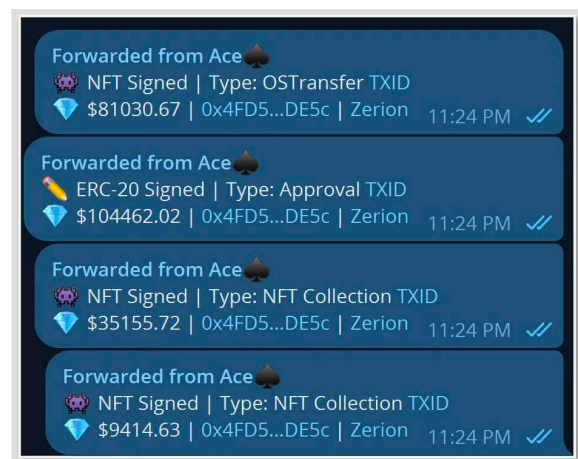 Forwarded from Ace♠️
👾 NFT Signed | Type: OSTransfer TXID
💎 $81030.67 | 0x4FD5...DE5c | Zerion 11:24 PM
Forwarded from Ace♠️
✏️ ERC-20 Signed | Type: Approval TXID
💎 $104462.02 | 0x4FD5...DE5c | Zerion 11:24 PM
Forwarded from Ace♠️
👾 NFT Signed | Type: NFT Collection TXID
💎 $35155.72 | 0x4FD5...DE5c | Zerion 11:24 PM
Forwarded from Ace♠️
👾 NFT Signed | Type: NFT Collection TXID
💎 $9414.63 | 0x4FD5...DE5c | Zerion 11:24 PM